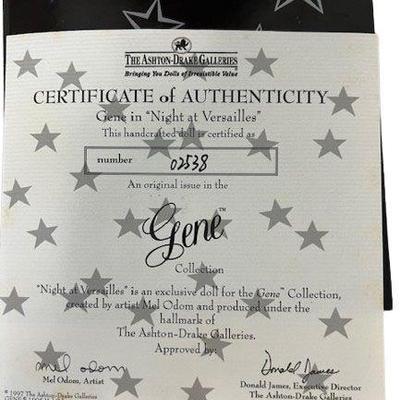 THE ASHTON-DRAKE GALLERIES
Bringing You Dolls of Irresistible Value
CERTIFICATE of AUTHENTICITY
Gene in "Night at Versailles"
This handcrafted doll is certified as
number 02538
An original issue in the
Gene™
Collection
"Night at Versailles" is an exclusive doll for the Gene™ Collection,
created by artist Mel Odom and produced under the
hallmark of
The Ashton-Drake Galleries.
Approved by:
mel odom Donald James
Mel Odom, Artist Donald James, Executive Director
© 1997 The Ashton-Drake Galleries The Ashton-Drake Galleries